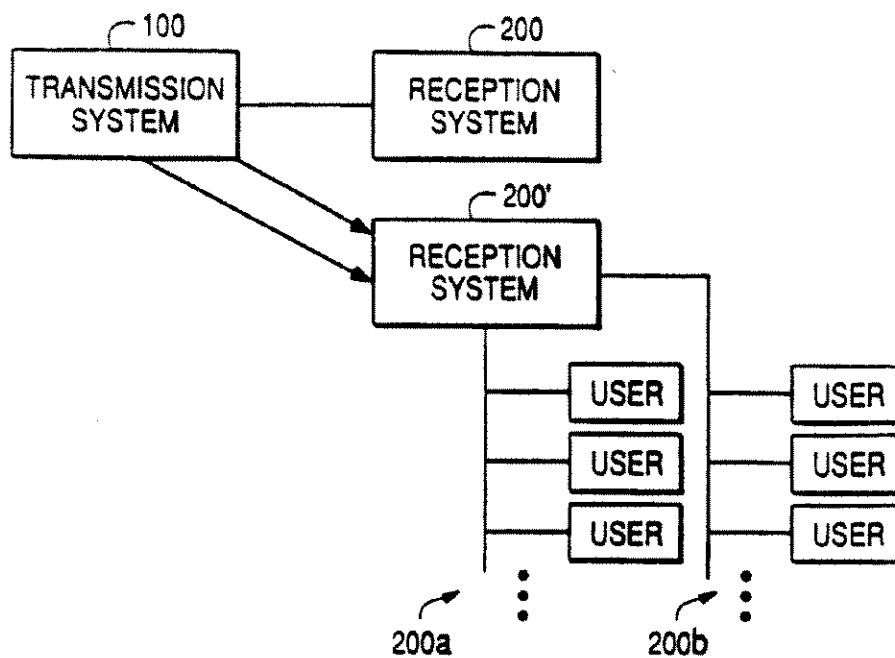 100
200
TRANSMISSION
SYSTEM
RECEPTION
SYSTEM
200'
RECEPTION
SYSTEM
USER
USER
USER
USER
USER
USER
200a
200b